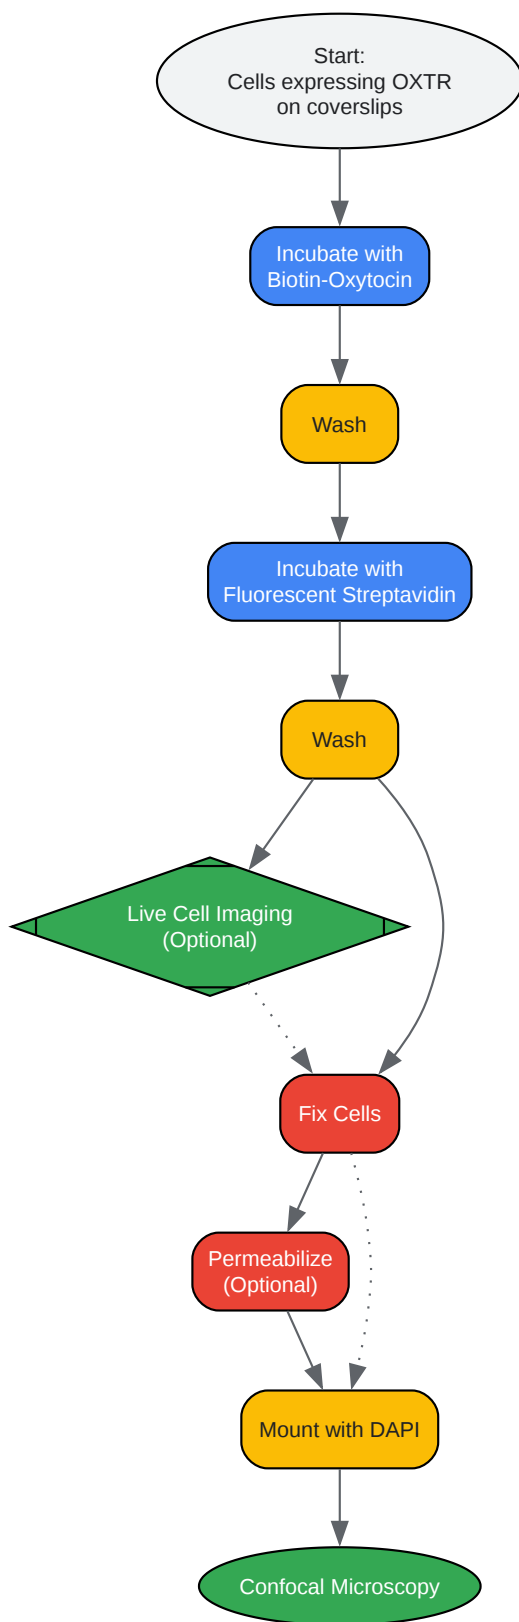 Start:
Cells expressing OXTR
on coverslips
Incubate with
Biotin-Oxytocin
Wash
Incubate with
Fluorescent Streptavidin
Wash
Live Cell Imaging
(Optional)
Fix Cells
Permeabilize
(Optional)
Mount with DAPI
Confocal Microscopy